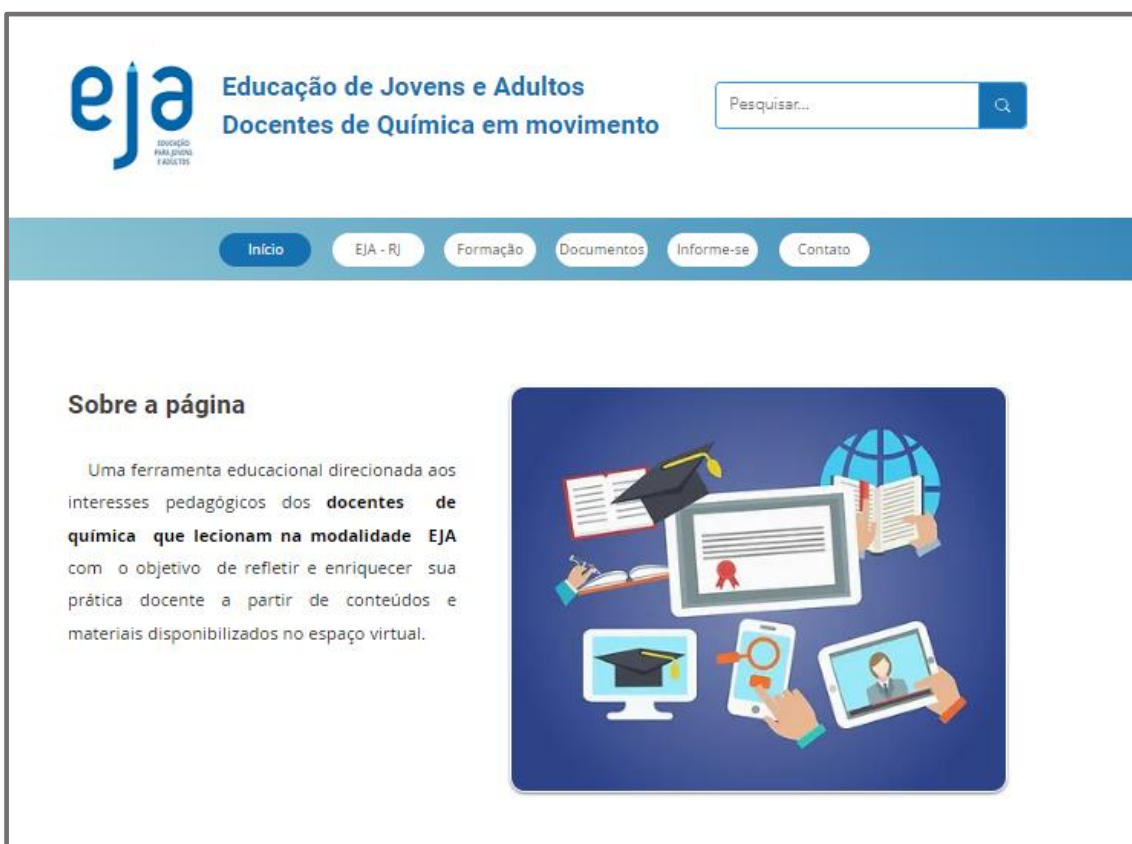 eja
EDUCAÇÃO
PARA JOVENS
E ADULTOS
Educação de Jovens e Adultos
Docentes de Química em movimento
Pesquisar...
Início
EJA - RJ
Formação
Documentos
Informe-se
Contato
Sobre a página
Uma ferramenta educacional direcionada aos
interesses pedagógicos dos docentes de
química que lecionam na modalidade EJA
com o objetivo de refletir e enriquecer sua
prática docente a partir de conteúdos e
materiais disponibilizados no espaço virtual.